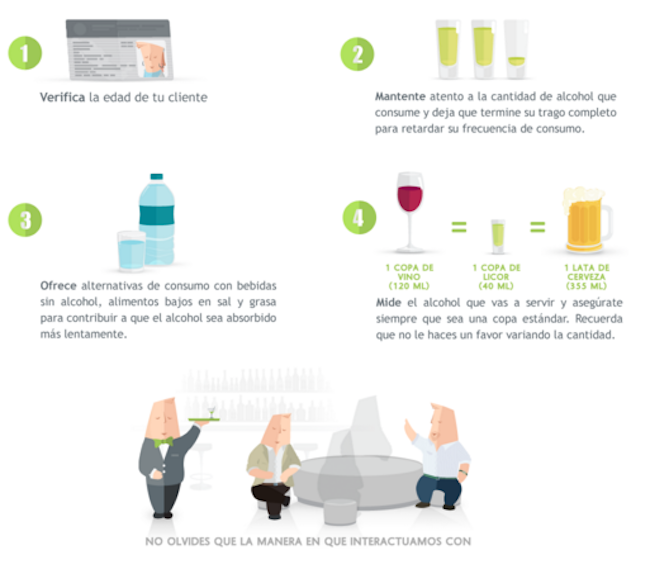 1
Verifica la edad de tu cliente
2
Mantente atento a la cantidad de alcohol que
consume y deja que termine su trago completo
para retardar su frecuencia de consumo.
3
Ofrece alternativas de consumo con bebidas
sin alcohol, alimentos bajos en sal y grasa
para contribuir a que el alcohol sea absorbido
más lentamente.
4
=
=
1 COPA DE
VINO
(120 ML)
1 COPA DE
LICOR
(40 ML)
1 LATA DE
CERVEZA
(355 ML)
Mide el alcohol que vas a servir y asegúrate
siempre que sea una copa estándar. Recuerda
que no le haces un favor variando la cantidad.
NO OLVIDES QUE LA MANERA EN QUE INTERACTUAMOS CON